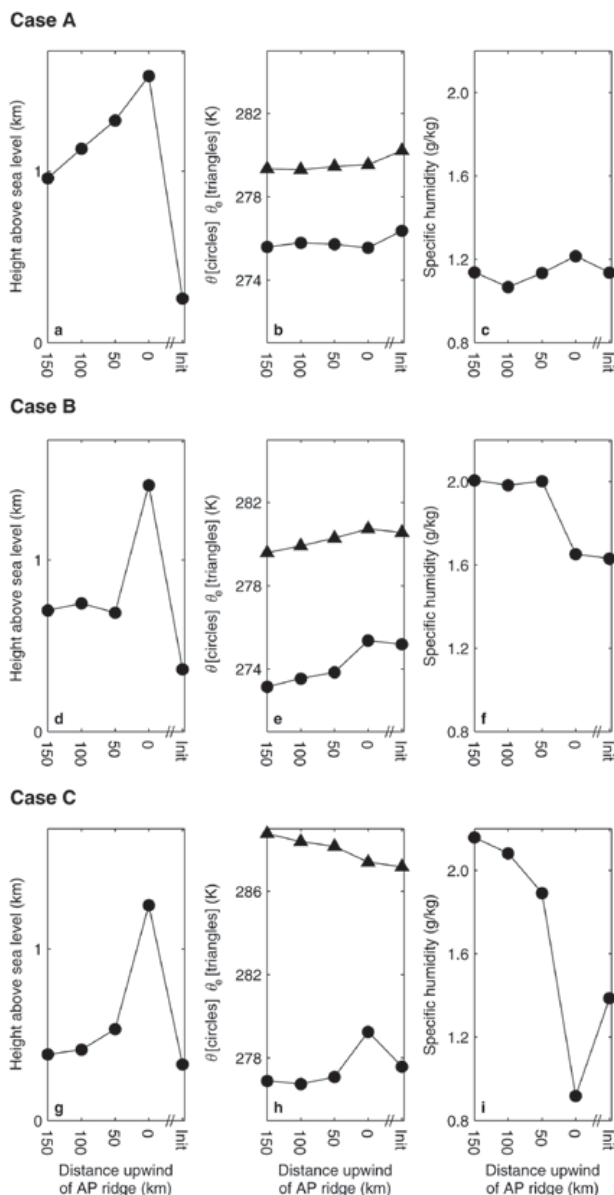 Case A
Height above sea level (km)
1
0
a
150
100
50
0
Init
θ[circles] θe[triangles] (K)
282
278
274
b
150
100
50
0
Init
Specific humidity (g/kg)
2.0
1.6
1.2
0.8
c
150
100
50
0
Init
Case B
Height above sea level (km)
1
0
d
150
100
50
0
Init
θ[circles] θe[triangles] (K)
282
278
274
e
150
100
50
0
Init
Specific humidity (g/kg)
2.0
1.6
1.2
0.8
f
150
100
50
0
Init
Case C
Height above sea level (km)
1
0
g
150
100
50
0
Init
Distance upwind
of AP ridge (km)
θ[circles] θe[triangles] (K)
286
282
278
h
150
100
50
0
Init
Distance upwind
of AP ridge (km)
Specific humidity (g/kg)
2.0
1.6
1.2
0.8
i
150
100
50
0
Init
Distance upwind
of AP ridge (km)